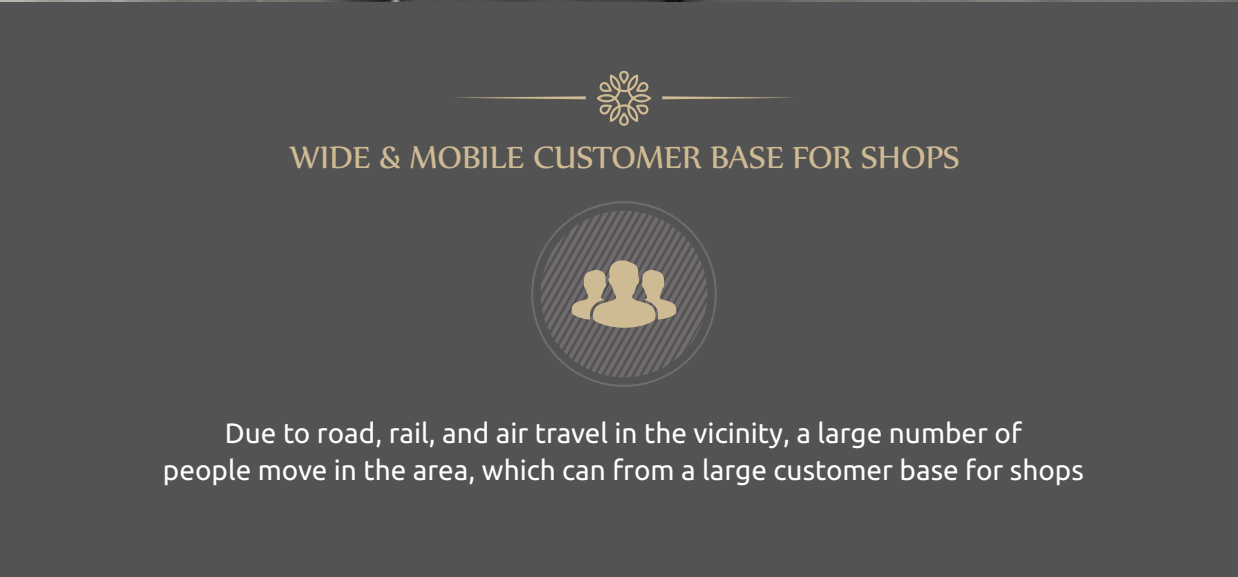 WIDE & MOBILE CUSTOMER BASE FOR SHOPS
Due to road, rail, and air travel in the vicinity, a large number of
people move in the area, which can from a large customer base for shops